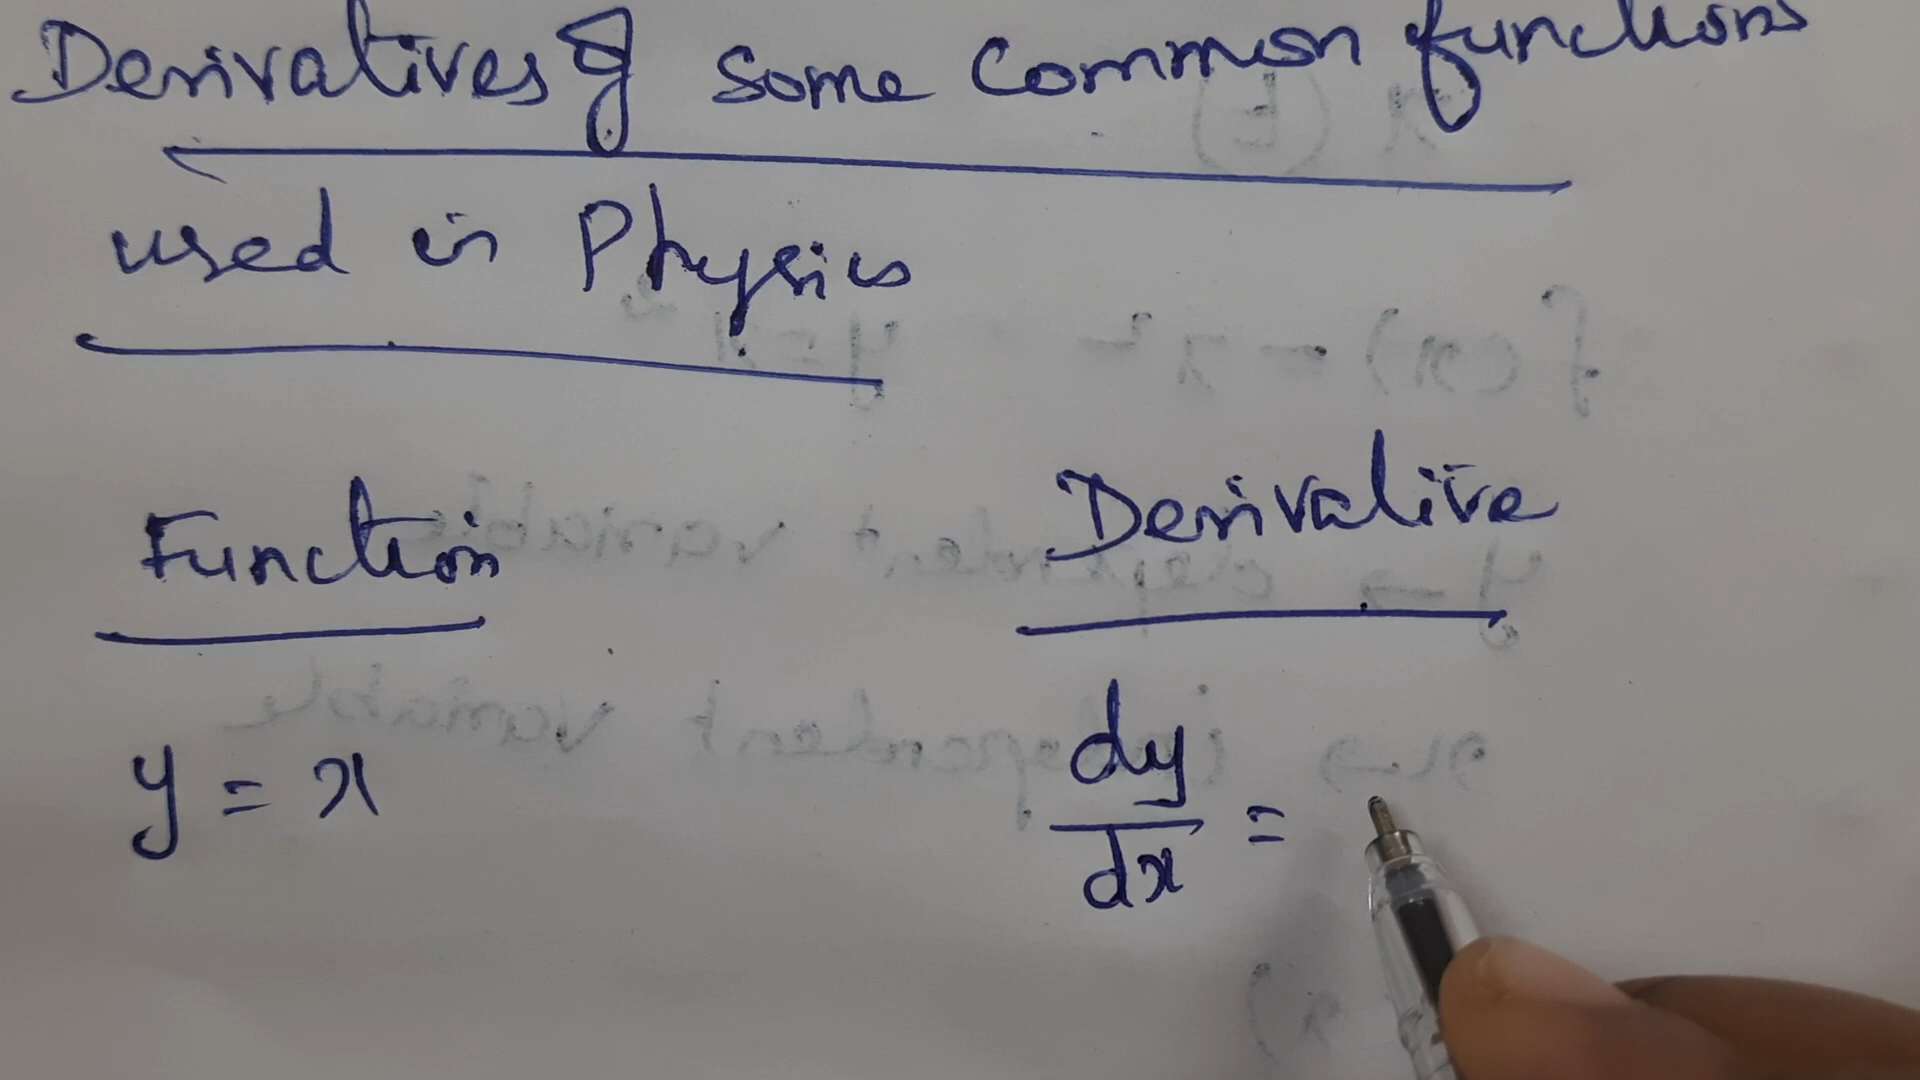 Derivatives of some common functions
used in Physics
Function Derivative
y = x dy/dx =